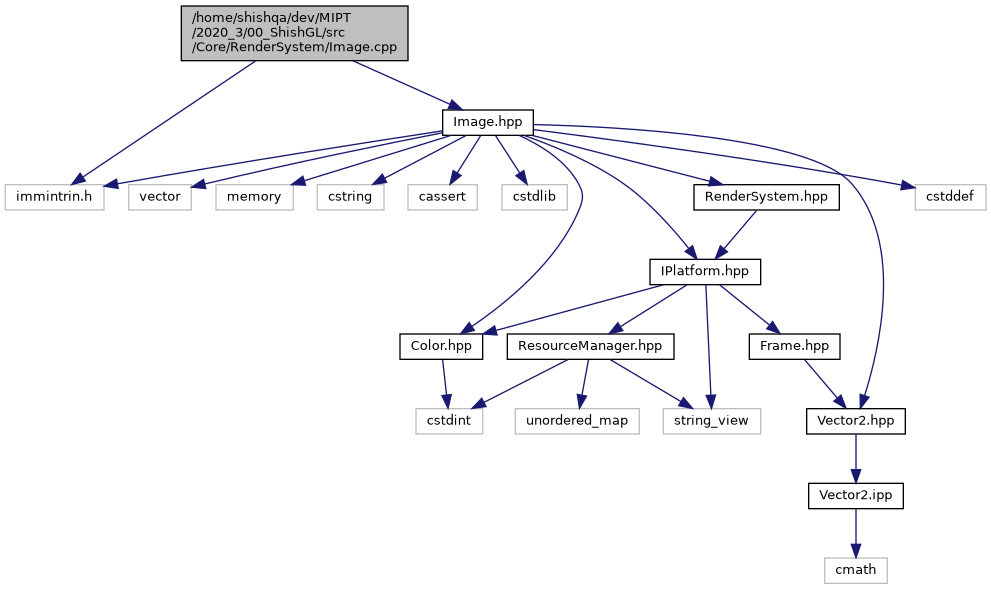 /home/shishqa/dev/MIPT
/2020_3/00_ShishGL/src
/Core/RenderSystem/Image.cpp
Image.hpp
immintrin.h
vector
memory
cstring
cassert
cstdlib
RenderSystem.hpp
cstddef
IPlatform.hpp
Color.hpp
ResourceManager.hpp
Frame.hpp
cstdint
unordered_map
string_view
Vector2.hpp
Vector2.ipp
cmath